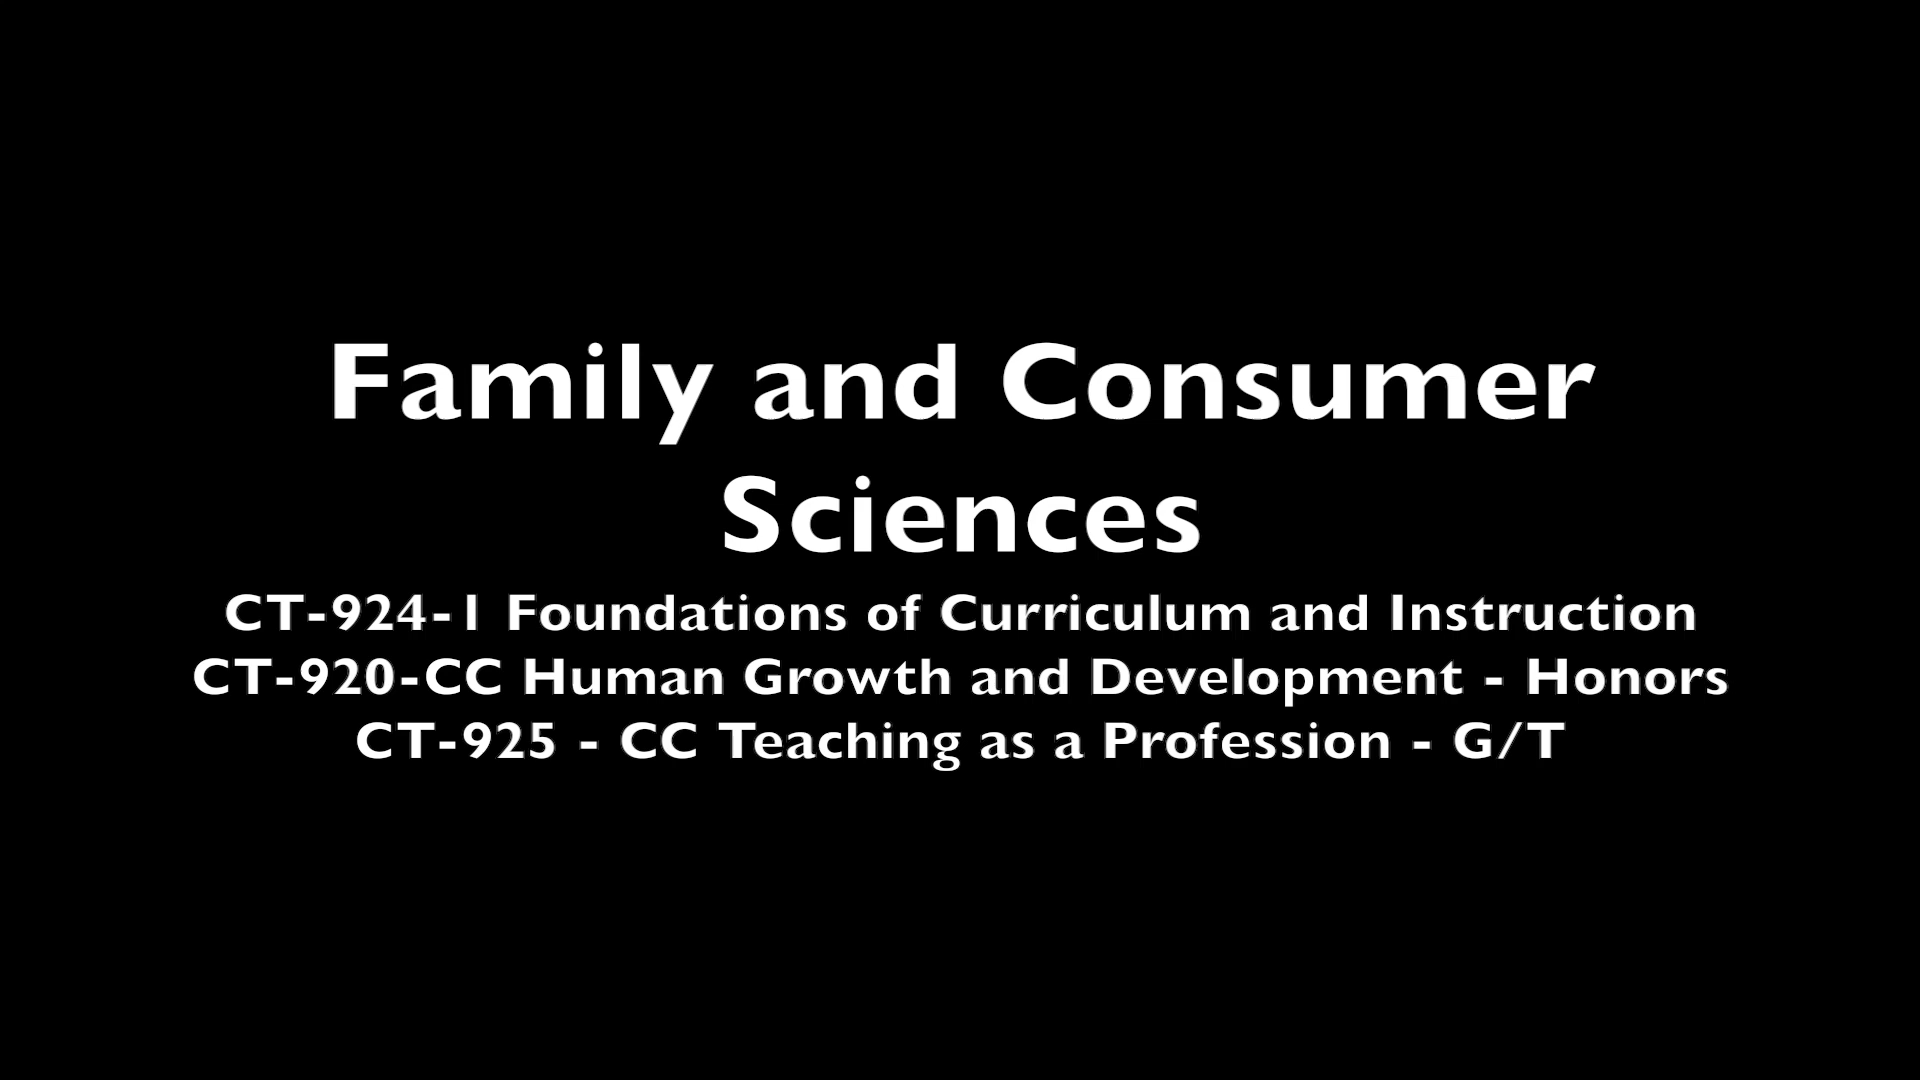 Family and Consumer
Sciences
CT-924-1 Foundations of Curriculum and Instruction
CT-920-CC Human Growth and Development - Honors
CT-925 - CC Teaching as a Profession - G/T